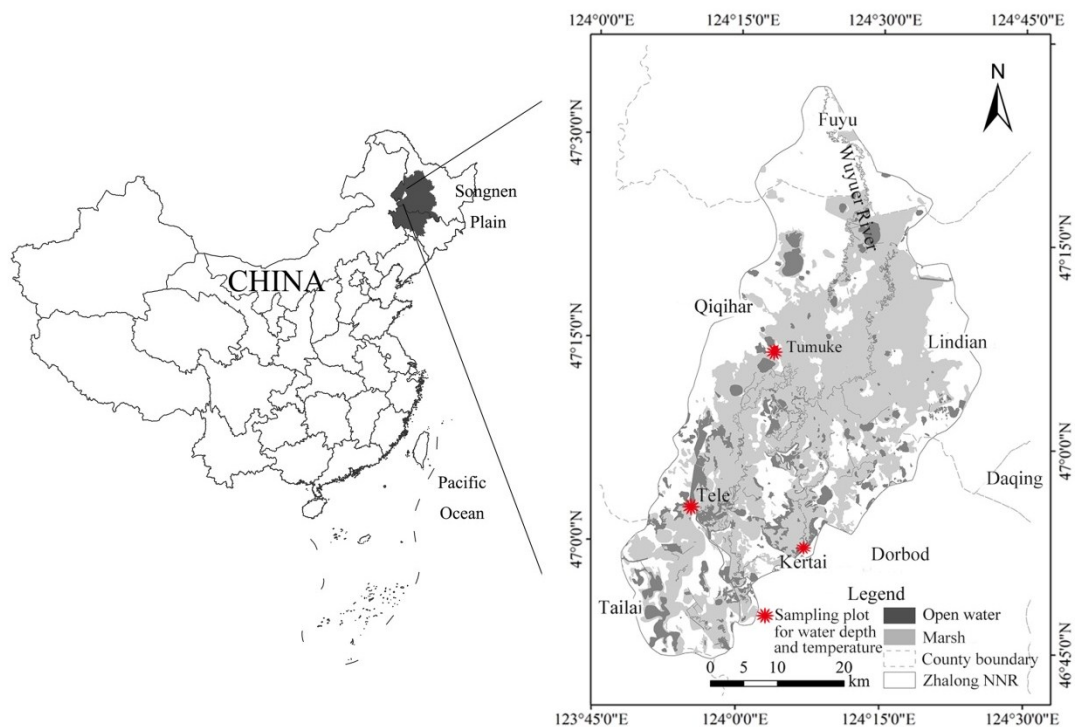 124°0'0"E 124°15'0"E 124°30'0"E 124°45'0"E
N
47°30'0"N
Fuyu
Wuyuer River
Songnen
Plain
47°15'0"N
CHINA
Qiqihar
47°15'0"N
Tumuke
Lindian
47°0'0"N
Pacific
Ocean
Tele
Daqing
47°0'0"N
Kertai
Dorbod
Tailai
Legend
Sampling plot
for water depth
and temperature
Open water
Marsh
County boundary
Zhalong NNR
0 5 10 20
km
46°45'0"N
123°45'0"E 124°0'0"E 124°15'0"E 124°30'0"E